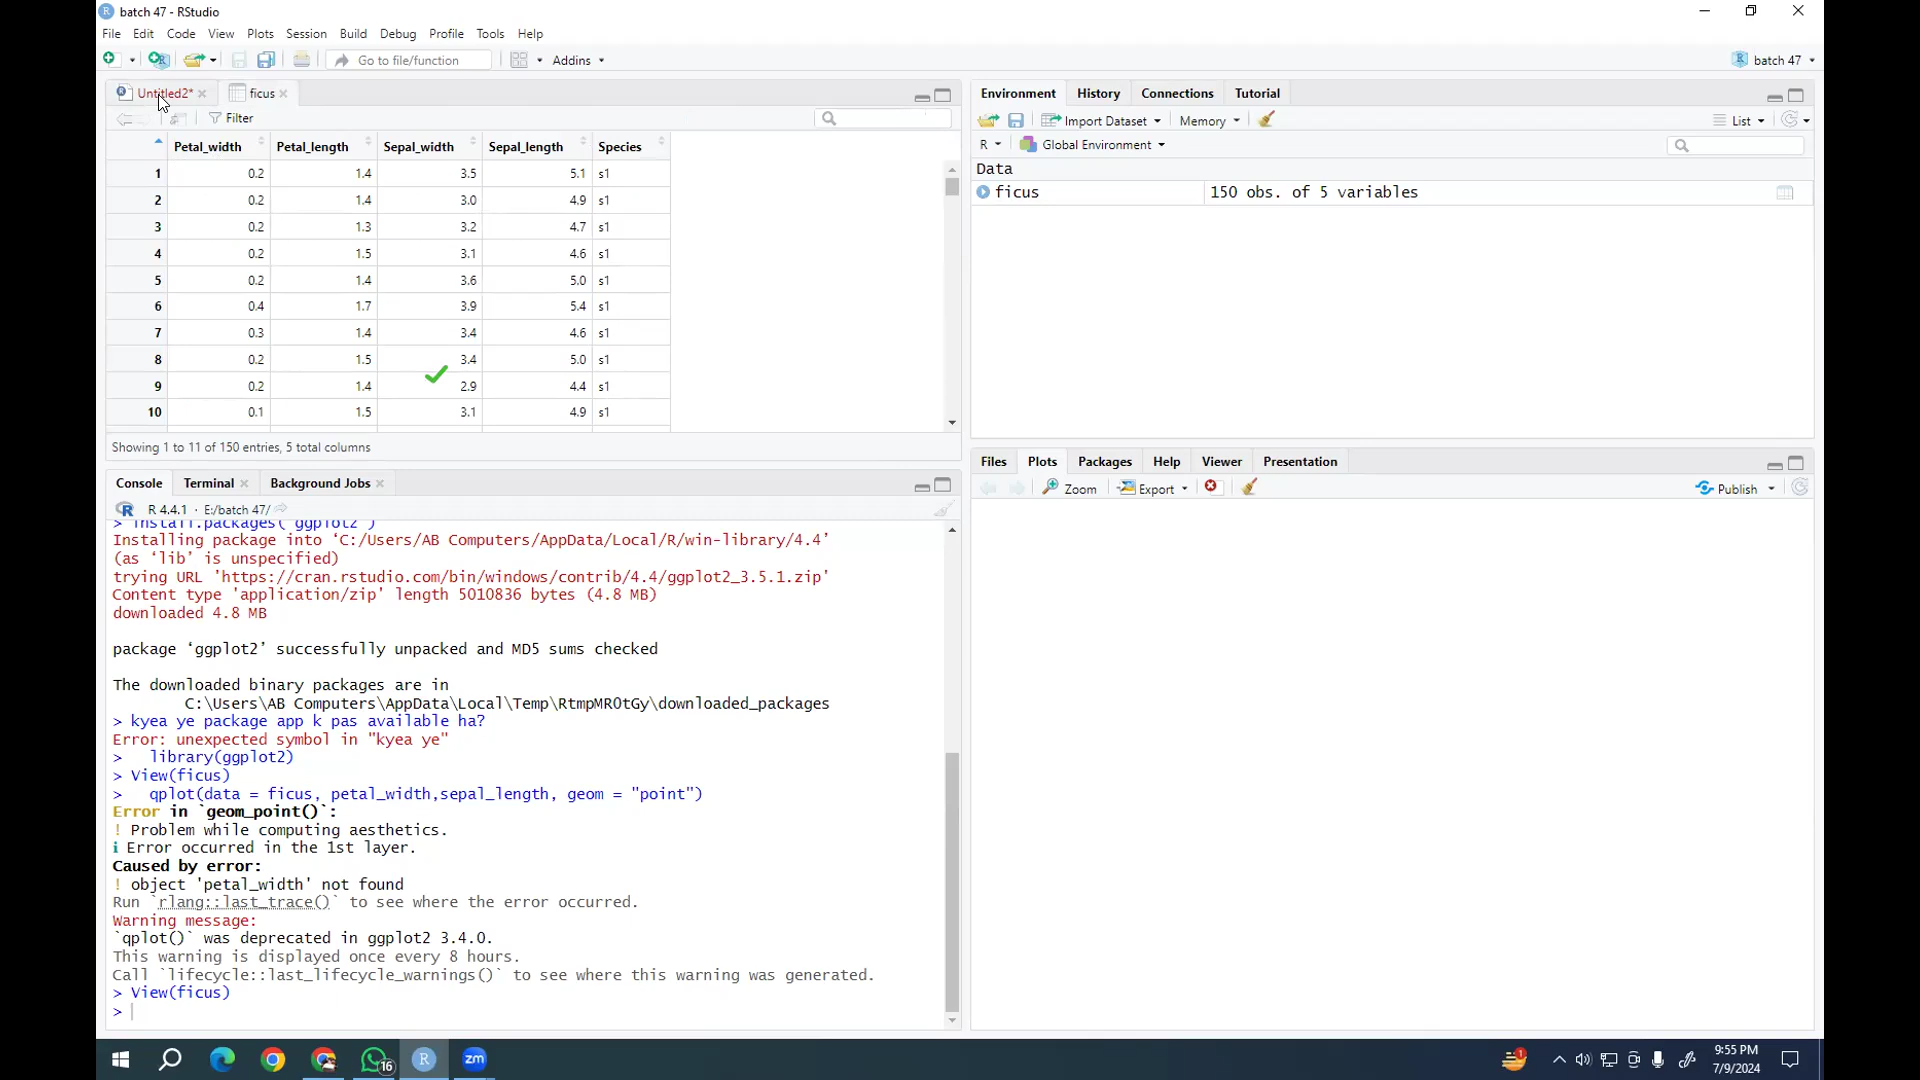 batch 47 - RStudio
File Edit Code View Plots Session Build Debug Profile Tools Help
Go to file/function Addins batch 47
Untitled2* ficus
Filter
Petal_width Petal_length Sepal_width Sepal_length Species
1 0.2 1.4 3.5 5.1 s1
2 0.2 1.4 3.0 4.9 s1
3 0.2 1.3 3.2 4.7 s1
4 0.2 1.5 3.1 4.6 s1
5 0.2 1.4 3.6 5.0 s1
6 0.4 1.7 3.9 5.4 s1
7 0.3 1.4 3.4 4.6 s1
8 0.2 1.5 3.4 5.0 s1
9 0.2 1.4 2.9 4.4 s1
10 0.1 1.5 3.1 4.9 s1
Showing 1 to 11 of 150 entries, 5 total columns
Console Terminal Background Jobs
R 4.4.1 · E:/batch 47/
> install.packages("ggplot2")
Installing package into ‘C:/Users/AB Computers/AppData/Local/R/win-library/4.4’
(as ‘lib’ is unspecified)
trying URL 'https://cran.rstudio.com/bin/windows/contrib/4.4/ggplot2_3.5.1.zip'
Content type 'application/zip' length 5010836 bytes (4.8 MB)
downloaded 4.8 MB
package ‘ggplot2’ successfully unpacked and MD5 sums checked
The downloaded binary packages are in
C:\Users\AB Computers\AppData\Local\Temp\RtmpMROtGy\downloaded_packages
> kyea ye package app k pas available ha?
Error: unexpected symbol in "kyea ye"
> library(ggplot2)
> View(ficus)
> qplot(data = ficus, petal_width,sepal_length, geom = "point")
Error in `geom_point()`:
! Problem while computing aesthetics.
i Error occurred in the 1st layer.
Caused by error:
! object 'petal_width' not found
Run `rlang::last_trace()` to see where the error occurred.
Warning message:
`qplot()` was deprecated in ggplot2 3.4.0.
This warning is displayed once every 8 hours.
Call `lifecycle::last_lifecycle_warnings()` to see where this warning was generated.
> View(ficus)
>
Environment History Connections Tutorial
Import Dataset Memory List
R Global Environment
Data
ficus 150 obs. of 5 variables
Files Plots Packages Help Viewer Presentation
Zoom Export Publish
16 zm 1 9:55 PM
7/9/2024